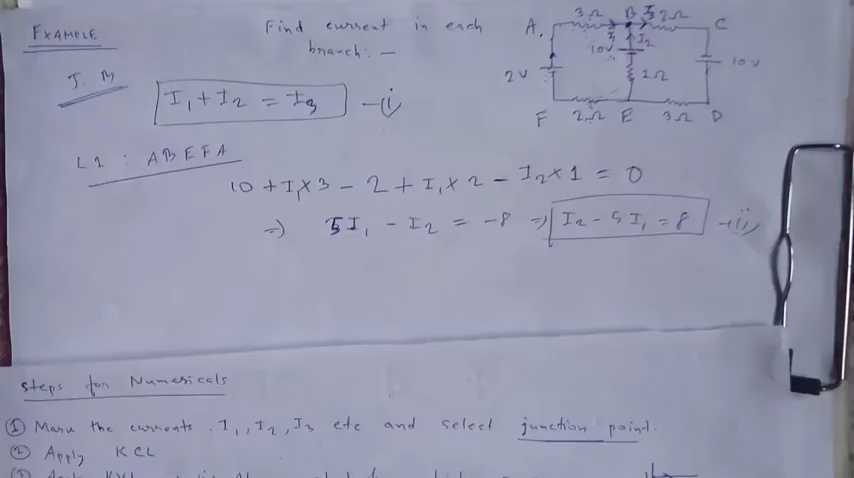 EXAMPLE
Find current in each
branch: —
3Ω B I3 2Ω
A C
I1 I2
10V
2V 1Ω 10V
F 2Ω E 3Ω D
J. B
I1 + I2 = I3 —(i)
L1 : ABEFA
10 + I1×3 - 2 + I1×2 - I2×1 = 0
=> 5I1 - I2 = -8 => I2 - 5I1 = 8 —(ii)
Steps for Numericals
① Mark the currents I1, I2, I3 etc and select junction point.
② Apply KCL